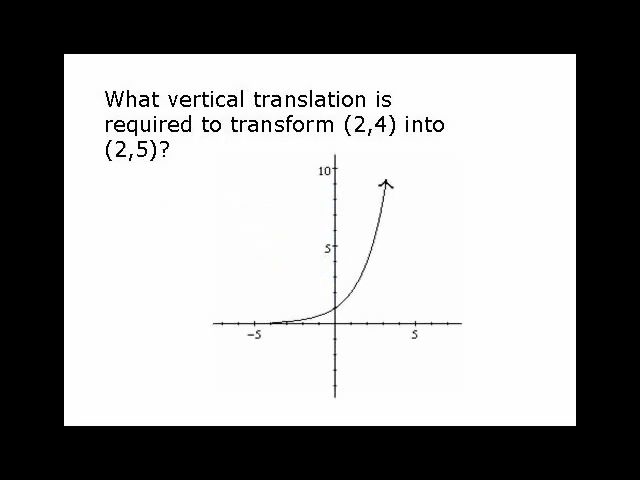 What vertical translation is
required to transform (2,4) into
(2,5)?
10
5
-5
5